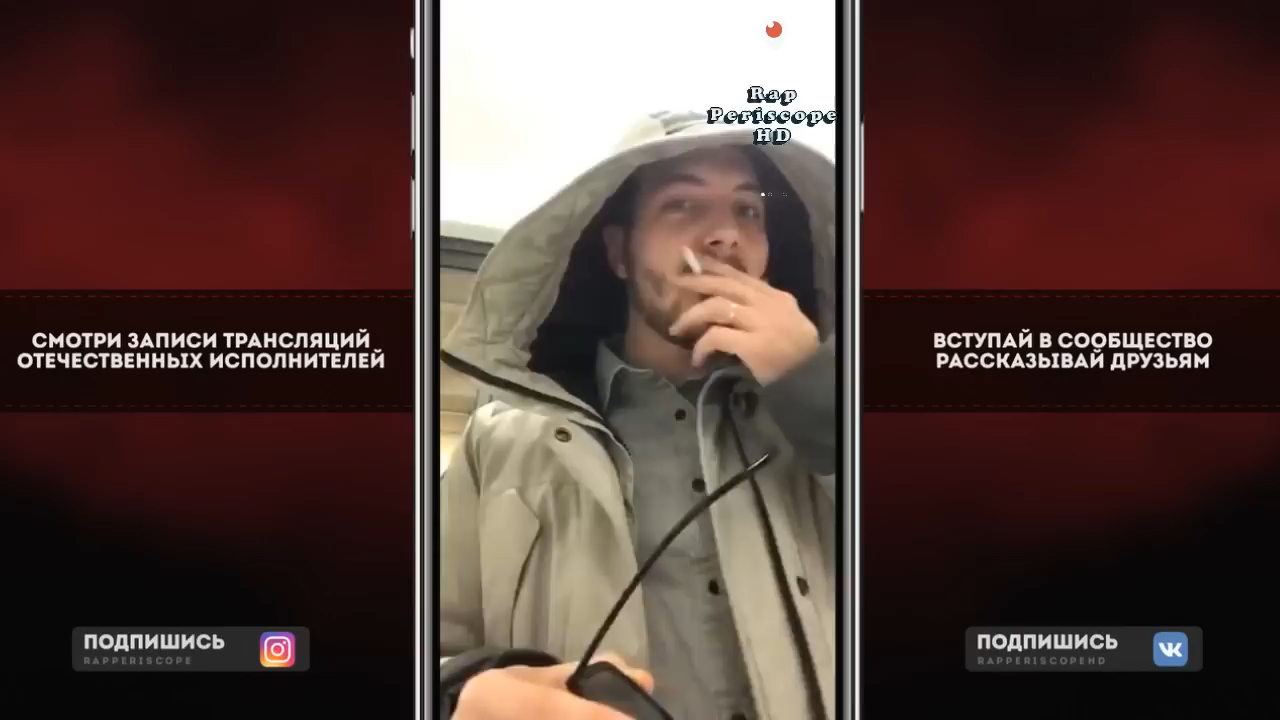 Rap
Periscope
HD
СМОТРИ ЗАПИСИ ТРАНСЛЯЦИЙ
ОТЕЧЕСТВЕННЫХ ИСПОЛНИТЕЛЕЙ
ВСТУПАЙ В СООБЩЕСТВО
РАССКАЗЫВАЙ ДРУЗЬЯМ
ПОДПИШИСЬ
RAPPERISCOPE
ПОДПИШИСЬ
RAPPERISCOPEHD